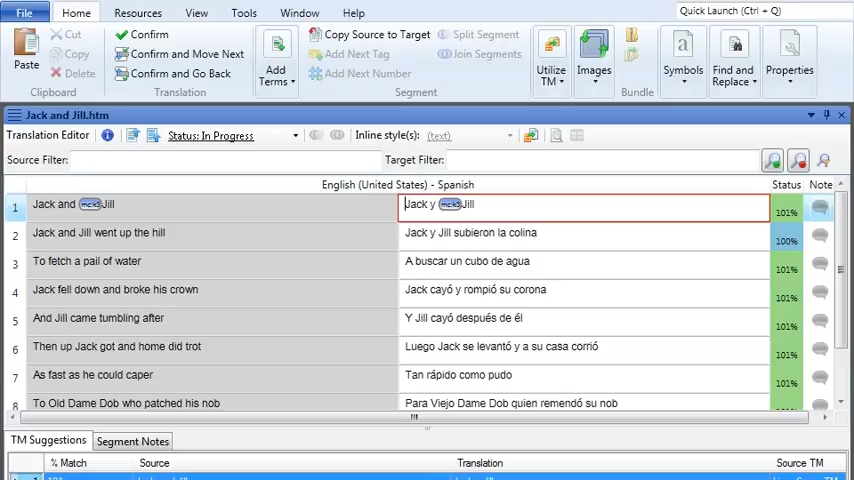 File Home Resources View Tools Window Help Quick Launch (Ctrl + Q)
Paste
Cut
Copy
Delete
Clipboard
Confirm
Confirm and Move Next
Confirm and Go Back
Translation
Add Terms
Copy Source to Target
Add Next Tag
Add Next Number
Split Segment
Join Segments
Segment
Utilize TM
Images
Bundle
Symbols
Find and Replace
Properties
Jack and Jill.htm
Translation Editor Status: In Progress Inline style(s): (text)
Source Filter: Target Filter:
English (United States) - Spanish Status Note
1 Jack and Jill Jack y Jill 101%
2 Jack and Jill went up the hill Jack y Jill subieron la colina 100%
3 To fetch a pail of water A buscar un cubo de agua 101%
4 Jack fell down and broke his crown Jack cayó y rompió su corona 101%
5 And Jill came tumbling after Y Jill cayó después de él 101%
6 Then up Jack got and home did trot Luego Jack se levantó y a su casa corrió 101%
7 As fast as he could caper Tan rápido como pudo 101%
8 To Old Dame Dob who patched his nob Para Viejo Dame Dob quien remendó su nob
TM Suggestions Segment Notes
% Match Source Translation Source TM